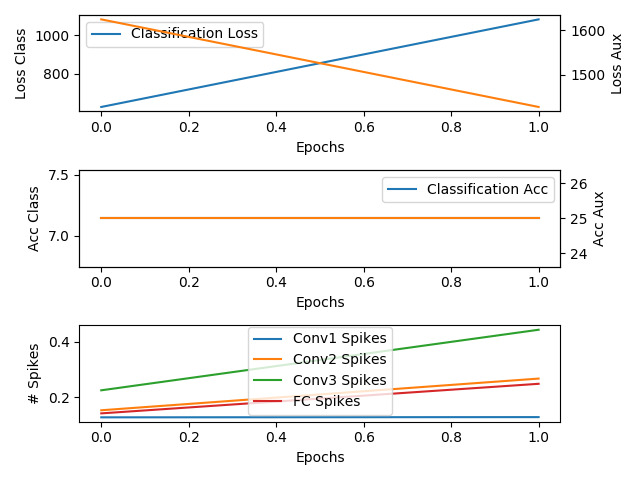 Classification Loss
1000
800
Loss Class
1600
1500
Loss Aux
0.0 0.2 0.4 0.6 0.8 1.0
Epochs
Classification Acc
7.5
7.0
Acc Class
26
25
24
Acc Aux
0.0 0.2 0.4 0.6 0.8 1.0
Epochs
Conv1 Spikes
Conv2 Spikes
Conv3 Spikes
FC Spikes
0.4
0.2
# Spikes
0.0 0.2 0.4 0.6 0.8 1.0
Epochs